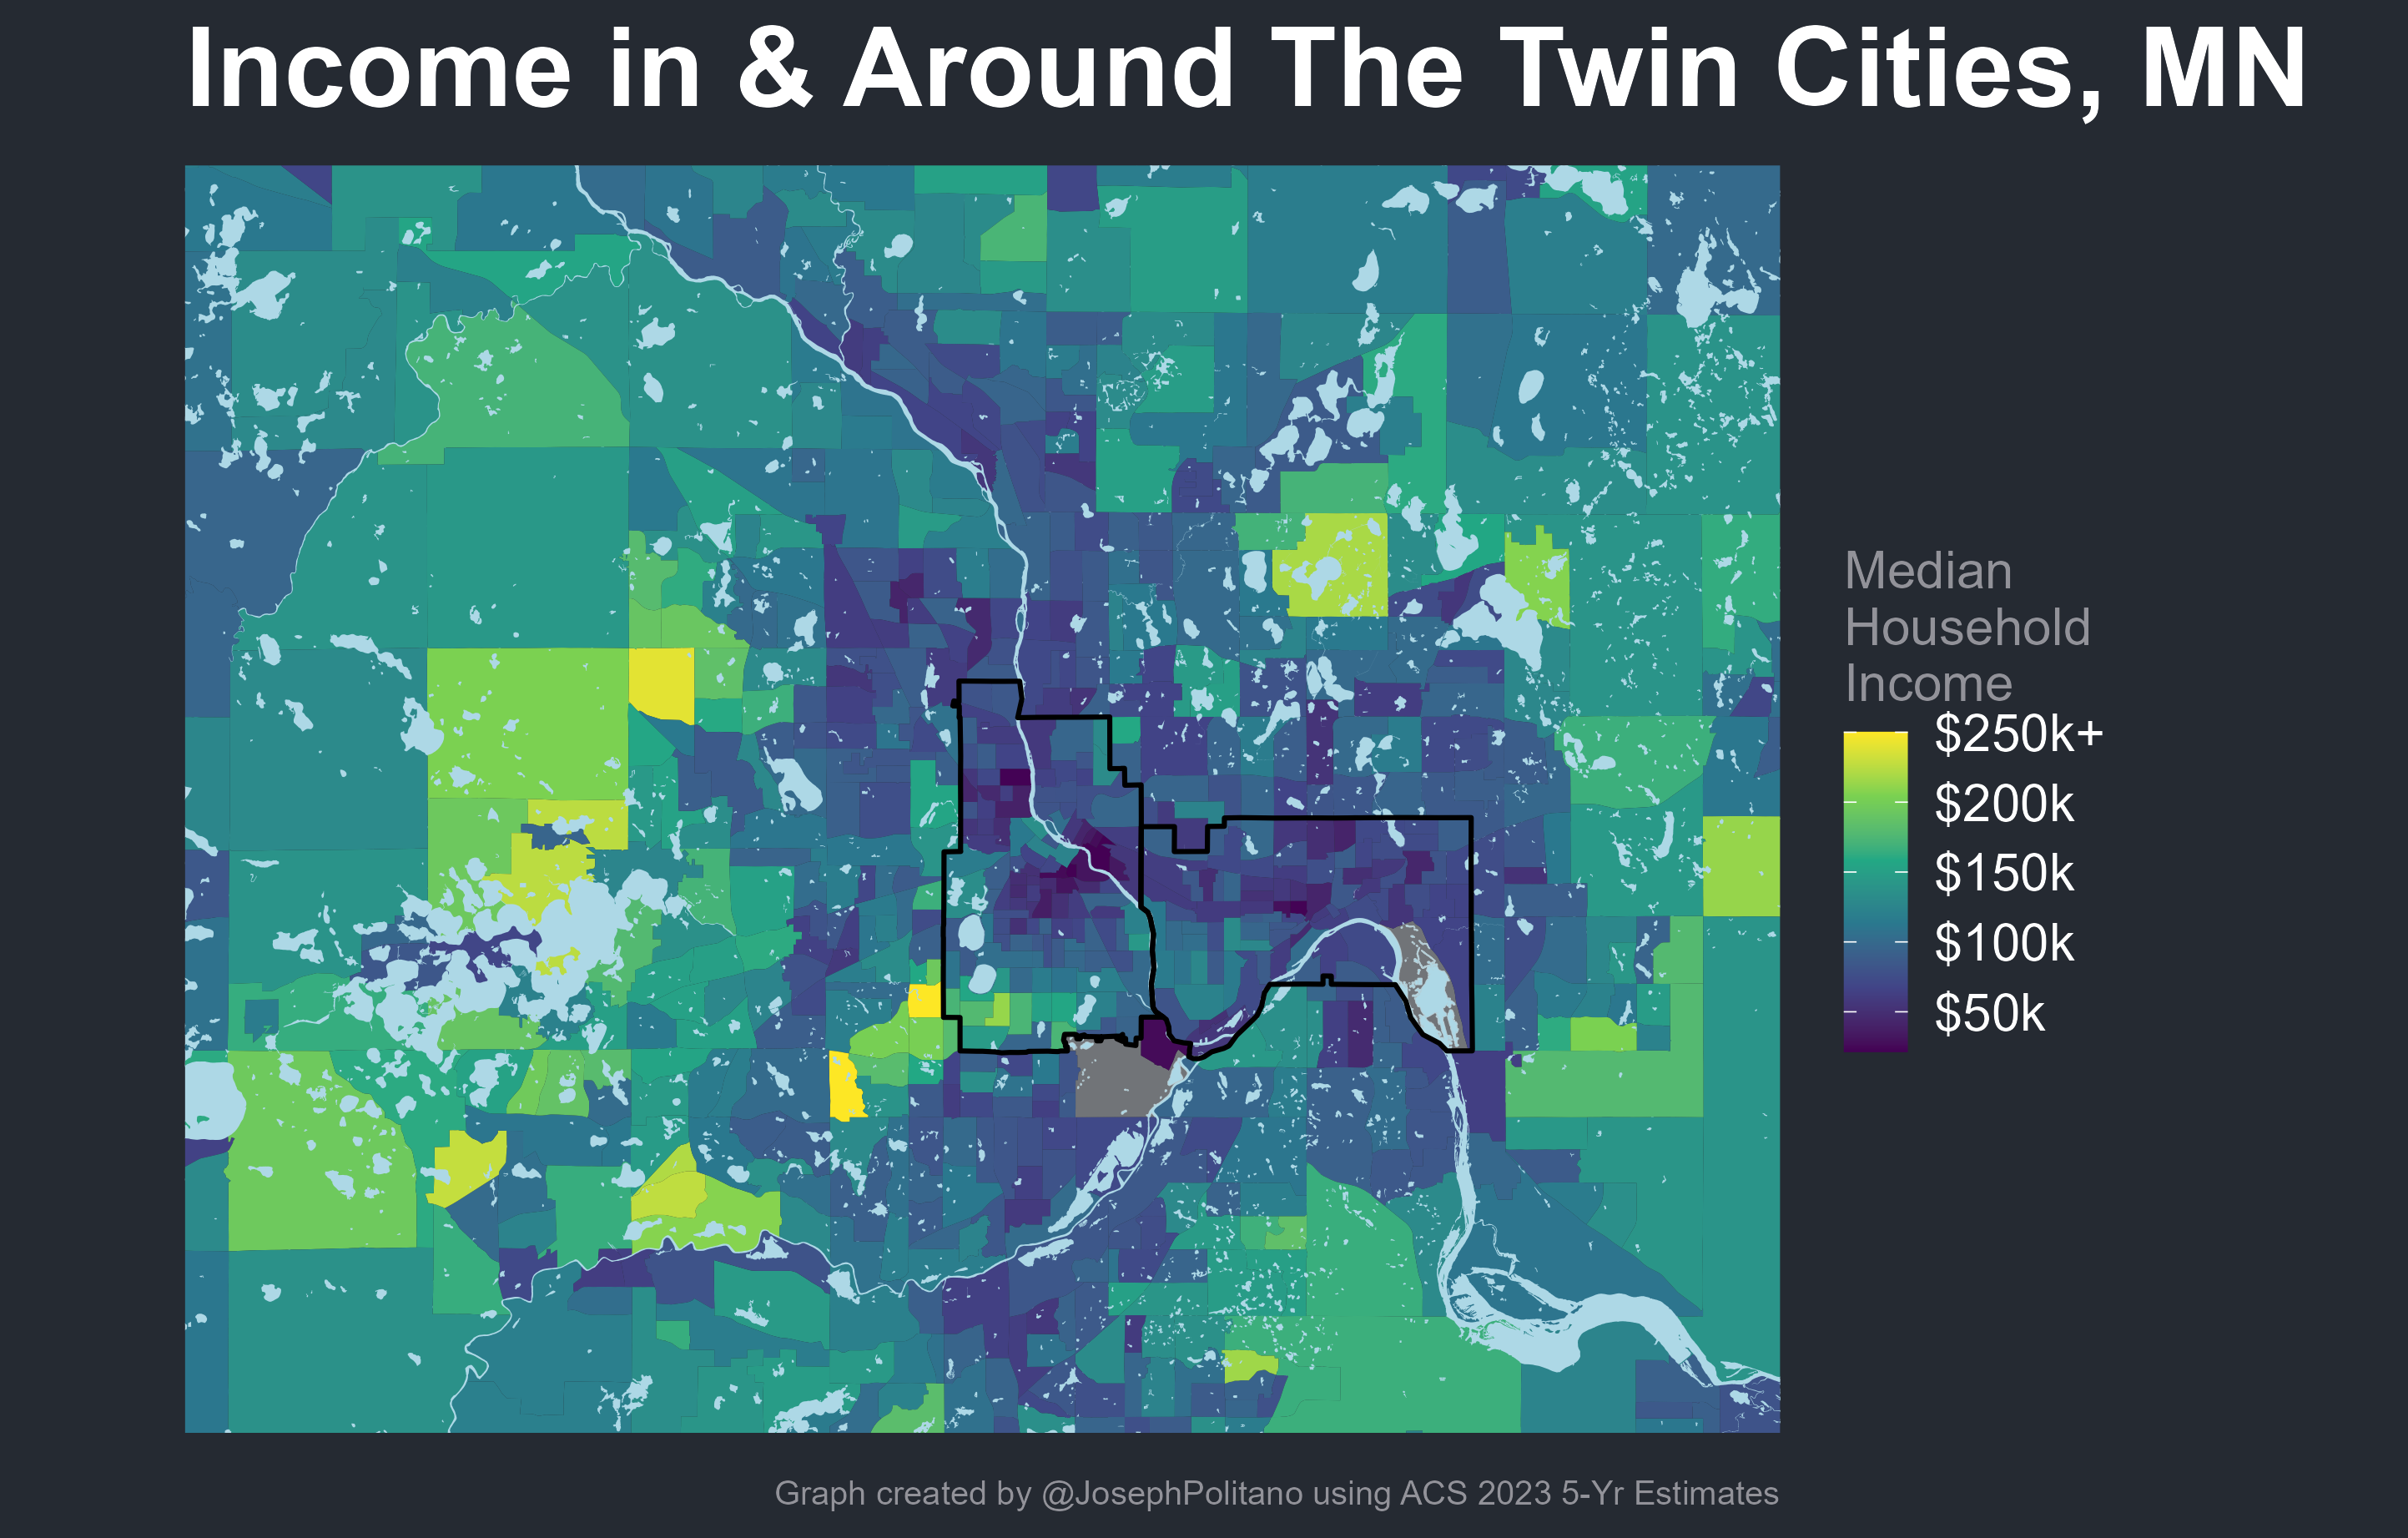 Income in & Around The Twin Cities, MN
Median
Household
Income
$250k+
$200k
$150k
$100k
$50k
Graph created by @JosephPolitano using ACS 2023 5-Yr Estimates